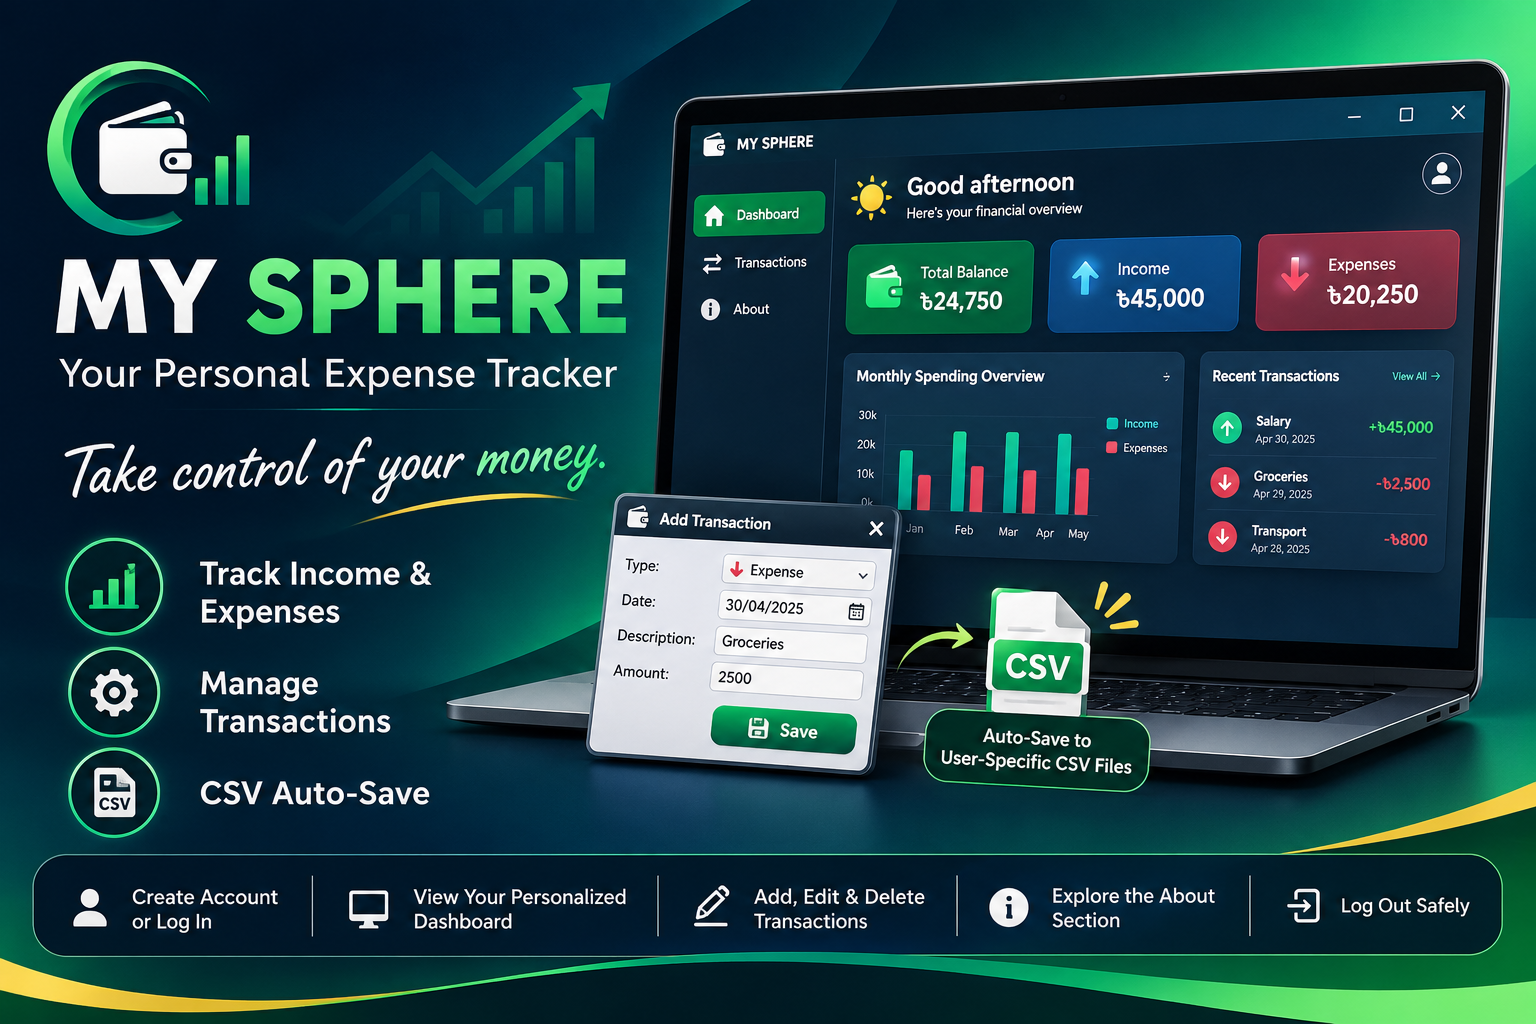 MY SPHERE
Your Personal Expense Tracker
Take control of your money.
Track Income &
Expenses
Manage
Transactions
CSV
CSV Auto-Save
MY SPHERE
Dashboard
Transactions
About
Good afternoon
Here's your financial overview
Total Balance
৳24,750
Income
৳45,000
Expenses
৳20,250
Monthly Spending Overview
÷
30k
20k
10k
0k
Jan
Feb
Mar
Apr
May
Income
Expenses
Recent Transactions
View All →
Salary
Apr 30, 2025
+৳45,000
Groceries
Apr 29, 2025
-৳2,500
Transport
Apr 28, 2025
-৳800
Add Transaction
Type:
Expense
Date:
30/04/2025
Description:
Groceries
Amount:
2500
Save
CSV
Auto-Save to
User-Specific CSV Files
Create Account
or Log In
View Your Personalized
Dashboard
Add, Edit & Delete
Transactions
Explore the About
Section
Log Out Safely